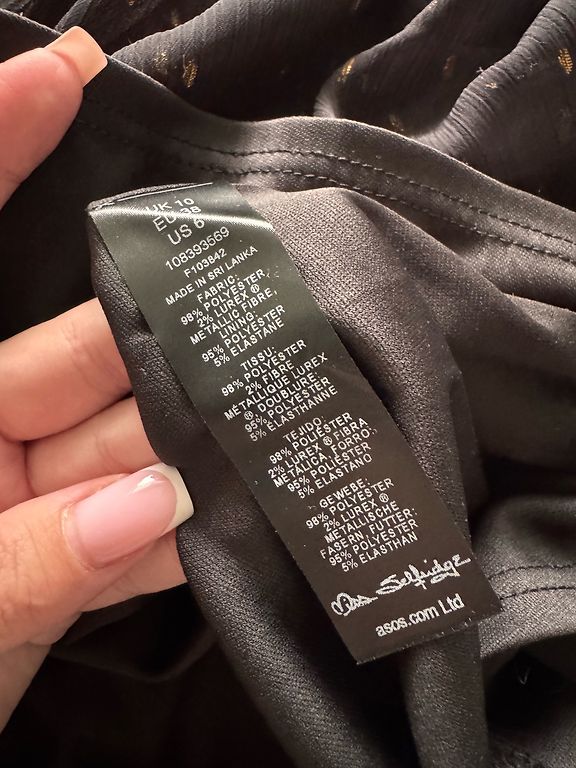 UK 10
EU 38
US 6
108393569
F103842
MADE IN SRI LANKA
FABRIC:
98% POLYESTER,
2% LUREX ®
METALLIC FIBRE,
LINING:
95% POLYESTER
5% ELASTANE
TISSU:
98% POLYESTER
2% FIBRE
MÉTALLIQUE LUREX
® DOUBLURE:
95% POLYESTER
5% ÉLASTHANNE
TEJIDO:
98% POLIÉSTER
2% LUREX ® FIBRA
METÁLICA, FORRO:
95% POLIÉSTER
5% ELASTANO
GEWEBE:
98% POLYESTER
2% LUREX ®
METALLISCHE
FASERN, FUTTER:
95% POLYESTER
5% ELASTHAN
Miss Selfridge
asos.com Ltd